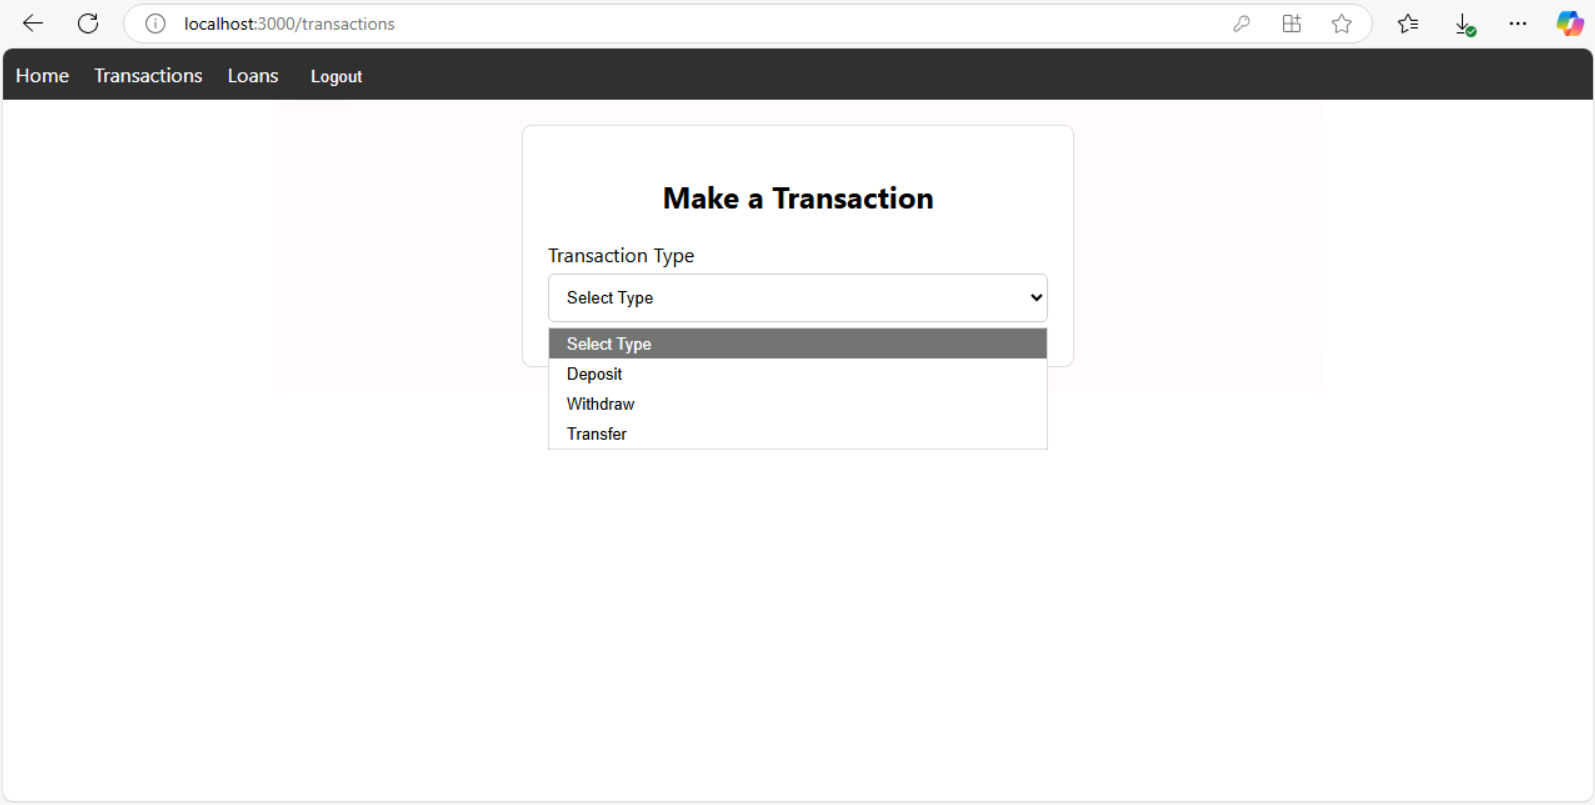 localhost:3000/transactions
Home Transactions Loans Logout
Make a Transaction
Transaction Type
Select Type
Select Type
Deposit
Withdraw
Transfer